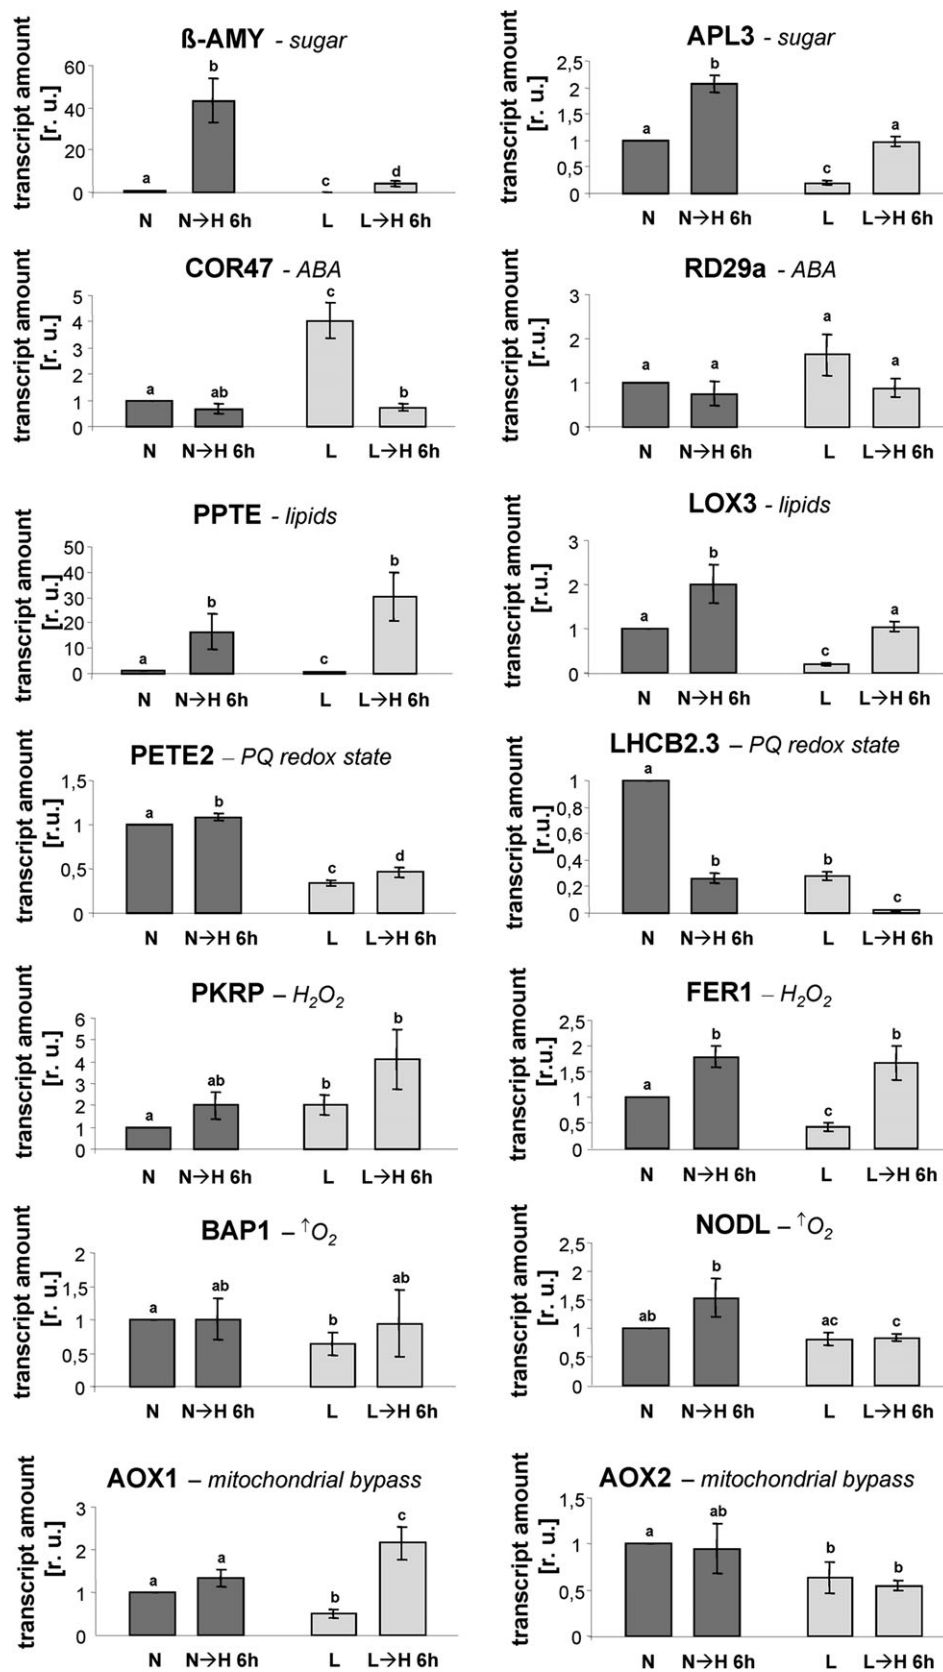 ß-AMY - sugar
transcript amount
[r. u.]
60
40
20
0
a
b
c
d
N
N→H 6h
L
L→H 6h
APL3 - sugar
transcript amount
[r. u.]
2,5
2
1,5
1
0,5
0
a
b
c
a
N
N→H 6h
L
L→H 6h
COR47 - ABA
transcript amount
[r. u.]
5
4
3
2
1
0
a
ab
c
b
N
N→H 6h
L
L→H 6h
RD29a - ABA
transcript amount
[r.u.]
3
2
1
0
a
a
a
a
N
N→H 6h
L
L→H 6h
PPTE - lipids
transcript amount
[r. u.]
50
40
30
20
10
0
a
b
c
b
N
N→H 6h
L
L→H 6h
LOX3 - lipids
transcript amount
[r.u.]
3
2
1
0
a
b
c
a
N
N→H 6h
L
L→H 6h
PETE2 – PQ redox state
transcript amount
[r.u.]
1,5
1
0,5
0
a
b
c
d
N
N→H 6h
L
L→H 6h
LHCB2.3 – PQ redox state
transcript amount
[r.u.]
1
0,8
0,6
0,4
0,2
0
a
b
b
c
N
N→H 6h
L
L→H 6h
PKRP – H₂O₂
transcript amount
[r. u.]
6
5
4
3
2
1
0
a
ab
b
b
N
N→H 6h
L
L→H 6h
FER1 – H₂O₂
transcript amount
[r.u.]
2,5
2
1,5
1
0,5
0
a
b
c
b
N
N→H 6h
L
L→H 6h
BAP1 – ↑O₂
transcript amount
[r. u.]
2
1,5
1
0,5
0
a
ab
b
ab
N
N→H 6h
L
L→H 6h
NODL – ↑O₂
transcript amount
[r. u.]
2,5
2
1,5
1
0,5
0
ab
b
ac
c
N
N→H 6h
L
L→H 6h
AOX1 – mitochondrial bypass
transcript amount
[r. u.]
3
2
1
0
a
a
b
c
N
N→H 6h
L
L→H 6h
AOX2 – mitochondrial bypass
transcript amount
[r. u.]
1,5
1
0,5
0
a
ab
b
b
N
N→H 6h
L
L→H 6h